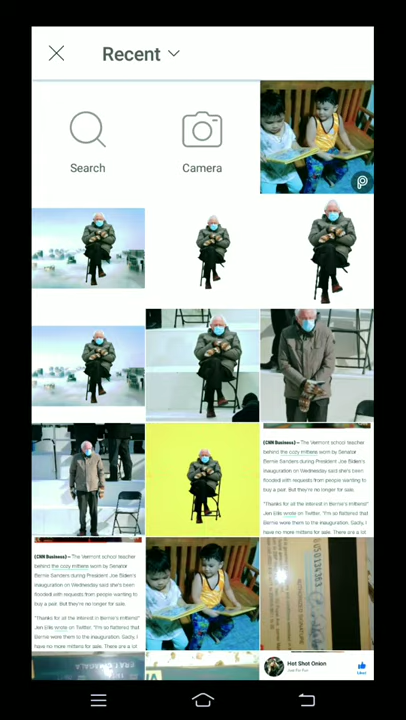 Recent
Search
Camera
(CNN Business) — The Vermont school teacher
behind the cozy mittens worn by Senator
Bernie Sanders during President Joe Biden's
inauguration on Wednesday said she's been
flooded with requests from people wanting to
buy a pair. But they're no longer for sale.
"Thanks for all the interest in Bernie's mittens!"
Jen Ellis wrote on Twitter. "I'm so flattered that
Bernie wore them to the inauguration. Sadly, I
have no more mittens for sale. There are a lot
(CNN Business) — The Vermont school teacher
behind the cozy mittens worn by Senator
Bernie Sanders during President Joe Biden's
inauguration on Wednesday said she's been
flooded with requests from people wanting to
buy a pair. But they're no longer for sale.
"Thanks for all the interest in Bernie's mittens!"
Jen Ellis wrote on Twitter. "I'm so flattered that
Bernie wore them to the inauguration. Sadly, I
have no more mittens for sale. There are a lot
Hot Shot Onion
Just For Fun
Liked